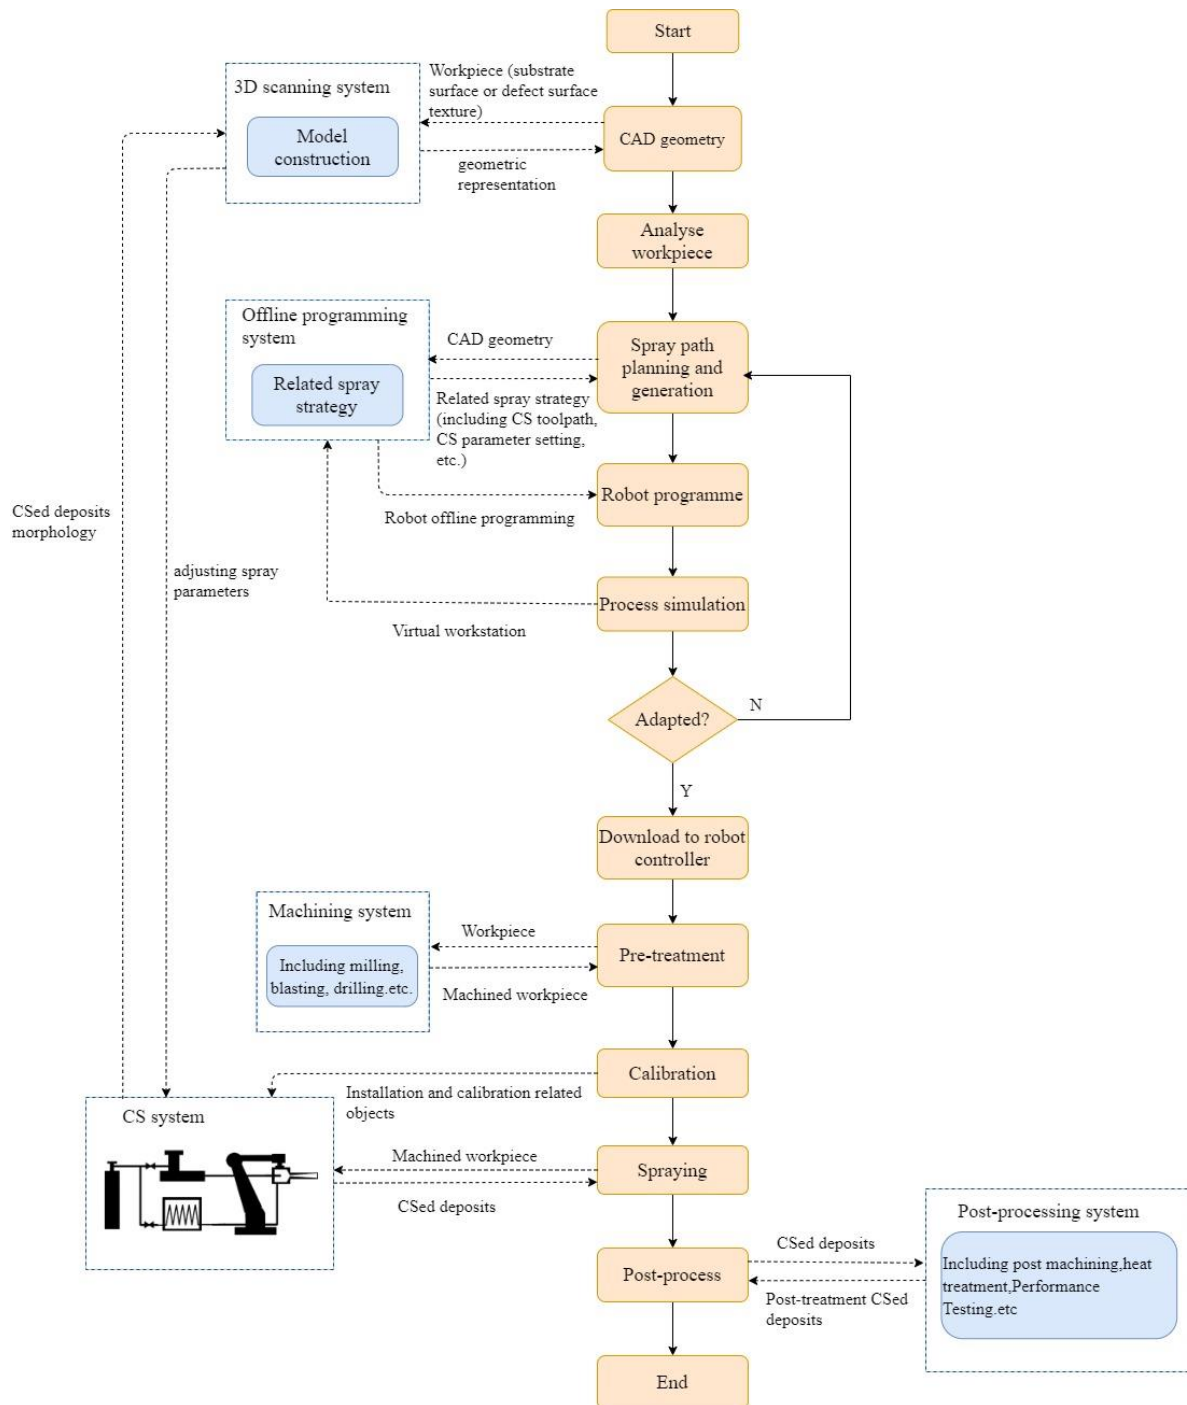 Start
3D scanning system
Model
construction
Workpiece (substrate
surface or defect surface
texture)
CAD geometry
geometric
representation
Analyse
workpiece
Offline programming
system
Related spray
strategy
CAD geometry
Spray path
planning and
generation
Related spray strategy
(including CS toolpath,
CS parameter setting,
etc.)
Robot programme
Robot offline programming
CSed deposits
morphology
adjusting spray
parameters
Process simulation
Virtual workstation
Adapted?
N
Y
Download to robot
controller
Machining system
Including milling,
blasting, drilling.etc.
Workpiece
Pre-treatment
Machined workpiece
Calibration
Installation and calibration related
objects
CS system
Machined workpiece
Spraying
CSed deposits
Post-processing system
Including post machining,heat
treatment,Performance
Testing.etc
CSed deposits
Post-process
Post-treatment CSed
deposits
End